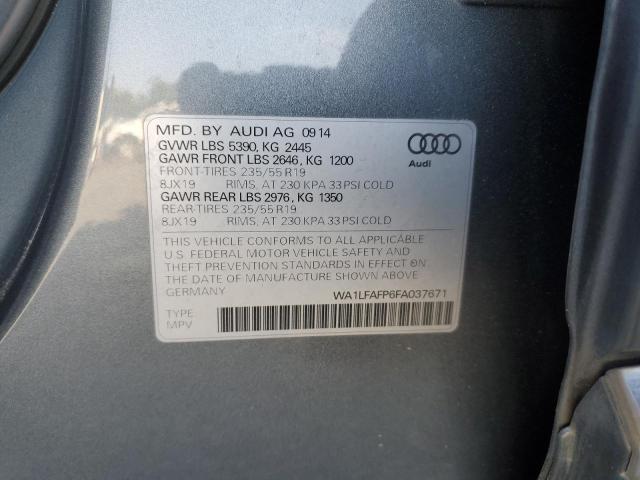 MFD. BY AUDI AG 09 14
GVWR LBS 5390, KG 2445
GAWR FRONT LBS 2646, KG 1200
FRONT-TIRES 235/55 R19
8JX19 RIMS, AT 230 KPA 33 PSI COLD
GAWR REAR LBS 2976, KG 1350
REAR-TIRES 235/55 R19
8JX19 RIMS, AT 230 KPA 33 PSI COLD
Audi
THIS VEHICLE CONFORMS TO ALL APPLICABLE
U.S. FEDERAL MOTOR VEHICLE SAFETY AND
THEFT PREVENTION STANDARDS IN EFFECT ON
THE DATE OF MANUFACTURE SHOWN ABOVE.
GERMANY
WA1LFAFP6FA037671
TYPE:
MPV